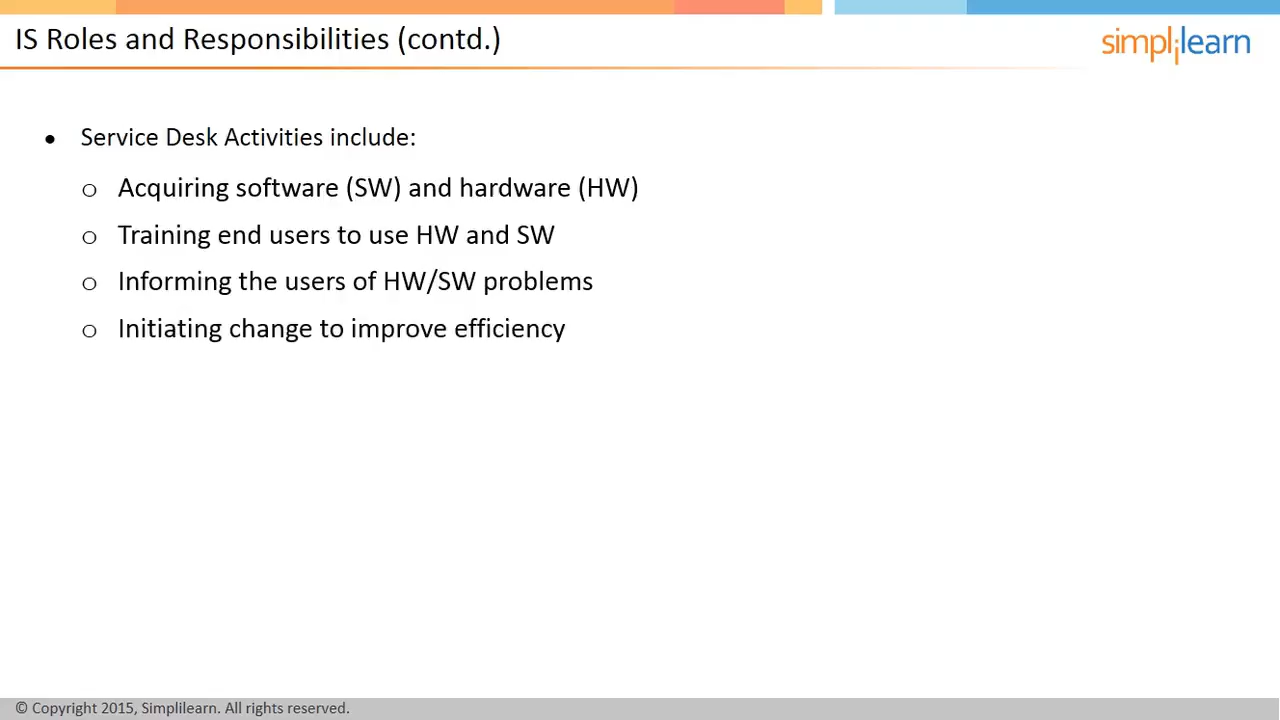 IS Roles and Responsibilities (contd.)
simplilearn
• Service Desk Activities include:
o Acquiring software (SW) and hardware (HW)
o Training end users to use HW and SW
o Informing the users of HW/SW problems
o Initiating change to improve efficiency
© Copyright 2015, Simplilearn. All rights reserved.